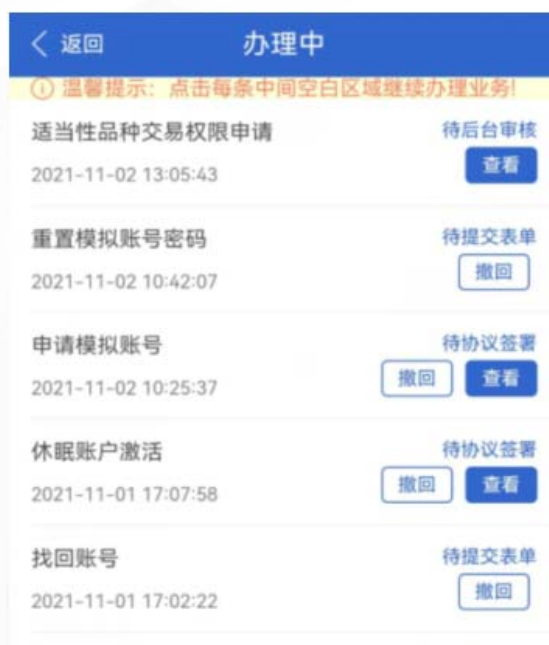 < 返回 办理中
温馨提示：点击每条中间空白区域继续办理业务!
适当性品种交易权限申请 待后台审核
2021-11-02 13:05:43 查看
重置模拟账号密码 待提交表单
2021-11-02 10:42:07 撤回
申请模拟账号 待协议签署
2021-11-02 10:25:37 撤回 查看
休眠账户激活 待协议签署
2021-11-01 17:07:58 撤回 查看
找回账号 待提交表单
2021-11-01 17:02:22 撤回